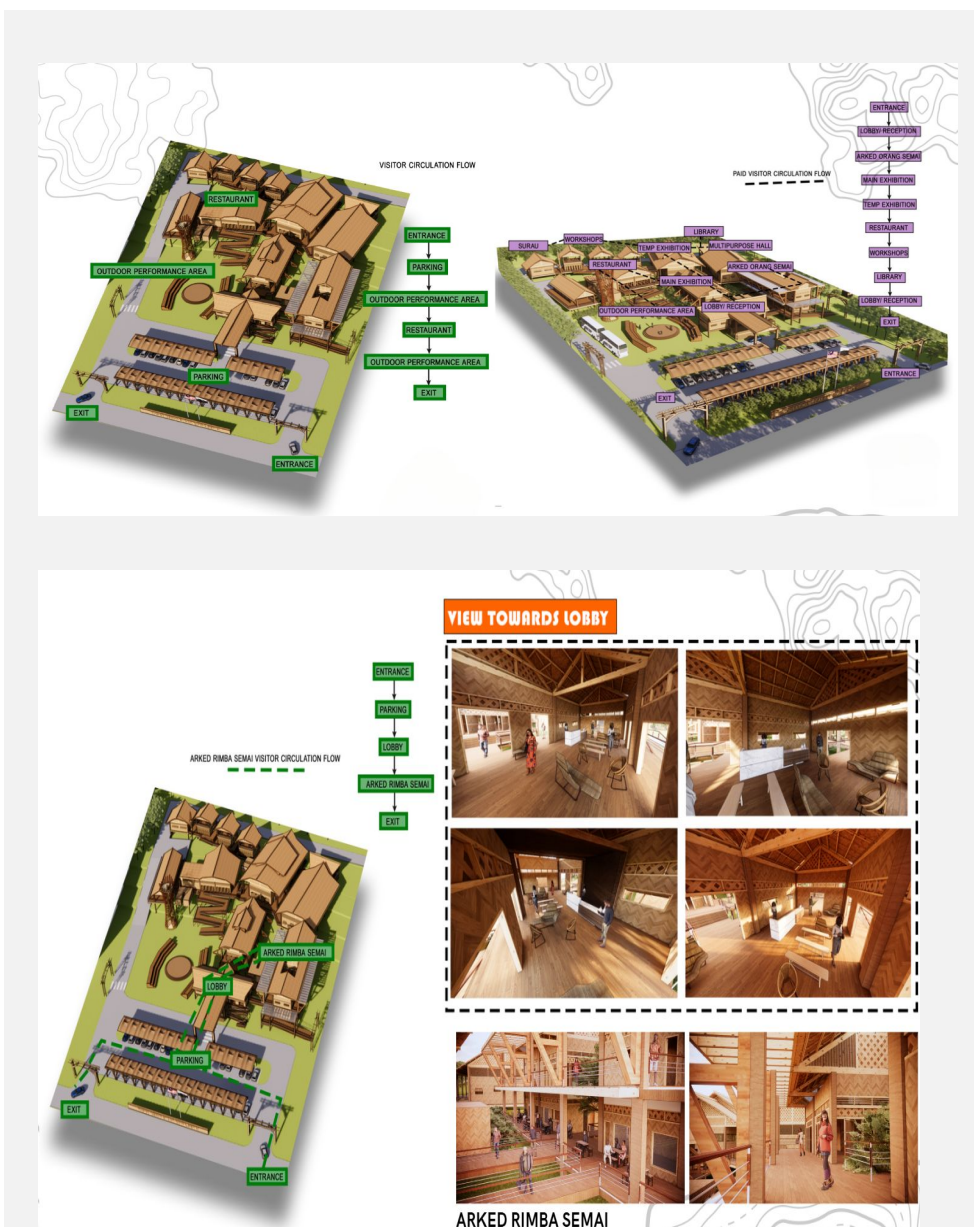 VISITOR CIRCULATION FLOW
ENTRANCE
PARKING
OUTDOOR PERFORMANCE AREA
RESTAURANT
OUTDOOR PERFORMANCE AREA
EXIT
RESTAURANT
OUTDOOR PERFORMANCE AREA
PARKING
EXIT
ENTRANCE
PAID VISITOR CIRCULATION FLOW
ENTRANCE
LOBBY/ RECEPTION
ARKED ORANG SEMAI
MAIN EXHIBITION
TEMP EXHIBITION
RESTAURANT
WORKSHOPS
LIBRARY
LOBBY/ RECEPTION
EXIT
LIBRARY
SURAU
WORKSHOPS
TEMP EXHIBITION
MULTIPURPOSE HALL
RESTAURANT
ARKED ORANG SEMAI
MAIN EXHIBITION
OUTDOOR PERFORMANCE AREA
LOBBY/ RECEPTION
ENTRANCE
EXIT
VIEW TOWARDS LOBBY
ENTRANCE
PARKING
LOBBY
ARKED RIMBA SEMAI
EXIT
ARKED RIMBA SEMAI VISITOR CIRCULATION FLOW
ARKED RIMBA SEMAI
LOBBY
PARKING
EXIT
ENTRANCE
ARKED RIMBA SEMAI